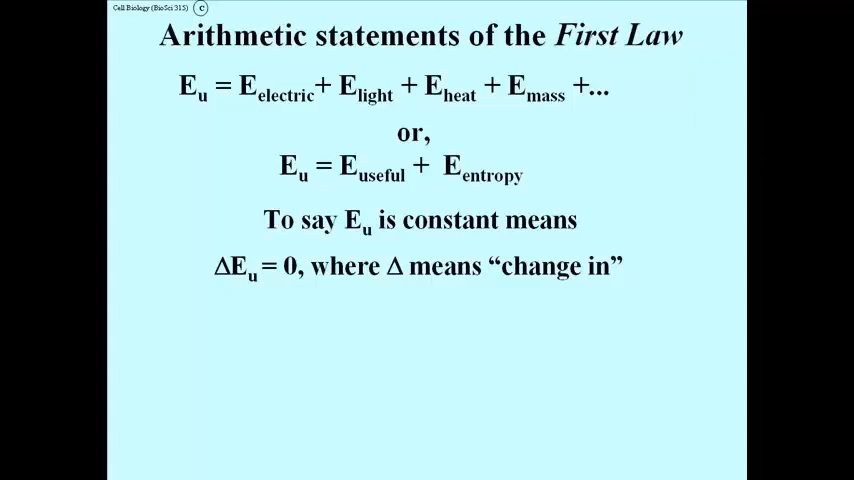 Cell Biology (BioSci 315) C
Arithmetic statements of the First Law
Eu = Eelectric+ Elight + Eheat + Emass +...
or,
Eu = Euseful + Eentropy
To say Eu is constant means
ΔEu = 0, where Δ means “change in”